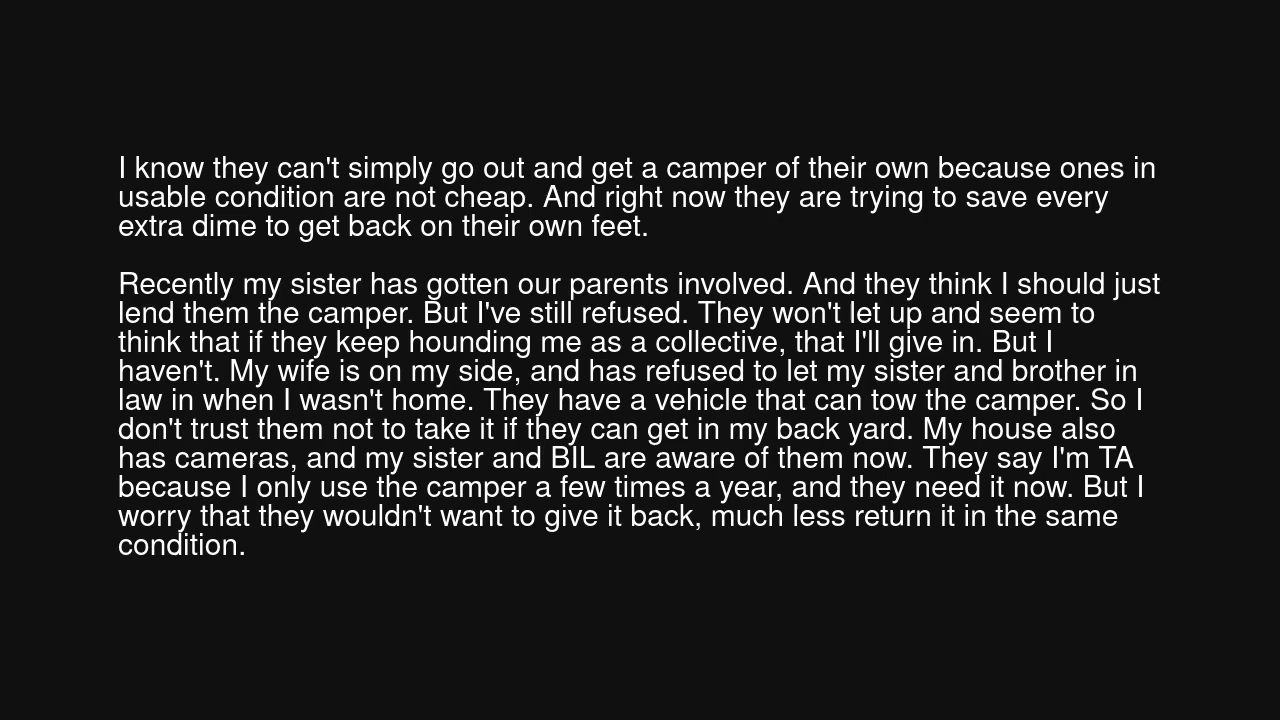 I know they can't simply go out and get a camper of their own because ones in
usable condition are not cheap. And right now they are trying to save every
extra dime to get back on their own feet.
Recently my sister has gotten our parents involved. And they think I should just
lend them the camper. But I've still refused. They won't let up and seem to
think that if they keep hounding me as a collective, that I'll give in. But I
haven't. My wife is on my side, and has refused to let my sister and brother in
law in when I wasn't home. They have a vehicle that can tow the camper. So I
don't trust them not to take it if they can get in my back yard. My house also
has cameras, and my sister and BIL are aware of them now. They say I'm TA
because I only use the camper a few times a year, and they need it now. But I
worry that they wouldn't want to give it back, much less return it in the same
condition.